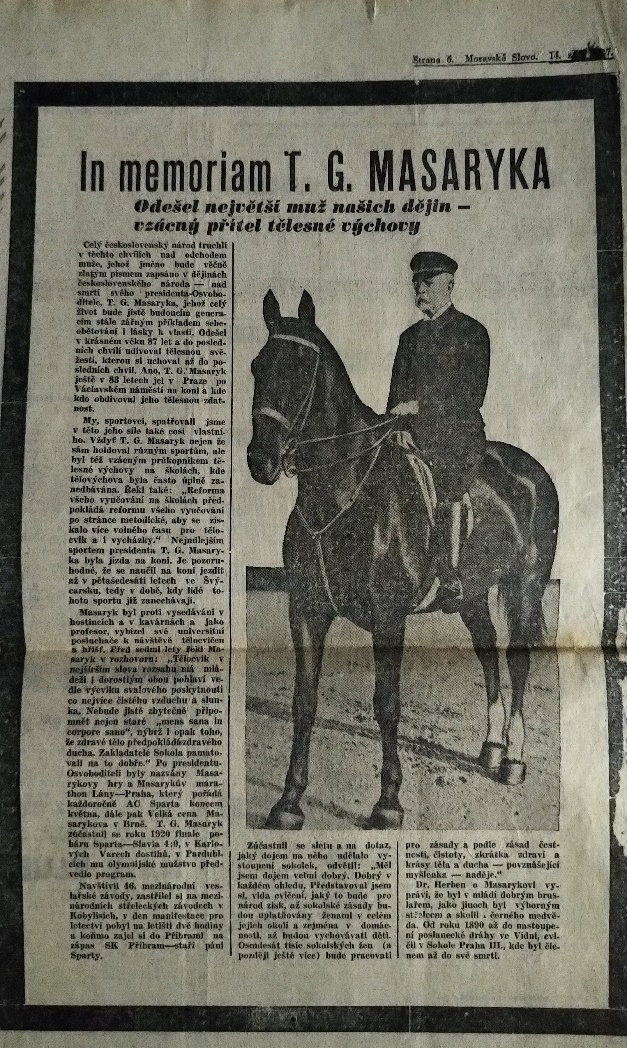 Strana 6. Moravské Slovo. 14.
In memoriam T. G. MASARYKA
Odešel největší muž našich dějin –
vzácný přítel tělesné výchovy
Celý československý národ truchlí
v těchto chvílích nad odchodem
muže, jehož jméno bude věčně
zlatým písmem zapsáno v dějinách
československého národa — nad
smrtí svého presidenta-Osvobo-
ditele, T. G. Masaryka, jehož celý
život bude jistě budoucím genera-
cím stále zářným příkladem sebe-
obětování i lásky k vlasti. Odešel
v krásném věku 87 let a do posled-
ních chvil udivoval tělesnou svě-
žestí, kterou si uchoval až do po-
sledních chvil. Ano, T. G. Masaryk
ještě v 83 letech jel v Praze po
Václavském náměstí na koni a kde
kdo obdivoval jeho tělesnou zdat-
nost.
My, sportovci, spatřovali jsme
v této jeho síle také cosi vlastní-
ho. Vždyť T. G. Masaryk nejen že
sám holdoval různým sportům, ale
byl též vzácným průkopníkem tě-
lesné výchovy na školách, kde
tělovýchova byla často úplně za-
nedbávána. Řekl také: „Reforma
všeho vyučování na školách před-
pokládá reformu všeho vyučování
po stránce metodické, aby se zís-
kalo více volného času pro tělo-
cvik a i vycházky.“ Nejmilejším
sportem presidenta T. G. Masary-
ka byla jízda na koni. Je pozoru-
hodné, že se naučil na koni jezdit
až v pětašedesáti letech ve Švý-
carsku, tedy v době, kdy lidé to-
hoto sportu již zanechávají.
Masaryk byl proti vysedávání v
hostincích a v kavárnách a jako
profesor, vybízel své universitní
posluchače k návštěvě tělocvičen
a hřišť. Před sedmi lety řekl Ma-
saryk v rozhovoru: „Tělocvik v
nejširším slova rozsahu má mlá-
deži i dorostlým obou pohlaví ve-
dle výcviku svalového poskytnouti
co nejvíce čistého vzduchu a slun-
ka. Nebude jistě zbytečné připo-
mnět nejen staré „mens sana in
corpore sano“, nýbrž i opak toho,
že zdravé tělo předpokládázdravého
ducha. Zakladatelé Sokola pamato-
vali na to dobře.“ Po presidentu-
Osvoboditeli byly nazvány Masa-
rykovy hry a Masarykův mara-
thon Lány—Praha, který pořádá
každoročně AC Sparta koncem
května, dále pak Velká cena Ma-
sarykova v Brně. T. G. Masaryk
zúčastnil se roku 1920 finale po-
háru Sparta—Slavia 4:0, v Karlo-
vých Varech dostihů, v Pardubi-
cích mu olympijské mužstvo před-
vedlo program.
Navštívil 46. mezinárodní ves-
lařské závody, zastřílel si na mezi-
národních střeleckých závodech v
Kobylisích, v den manifestace pro
letectví pobyl na letišti dvě hodiny
a koňmo zajel si do Příbrami na
zápas SK Příbram—staří páni
Sparty.
Zúčastnil se sletu a na dotaz,
jaký dojem na něho udělalo vy-
stoupení sokolek, odvětil: „Měl
jsem dojem velmi dobrý. Dobrý v
každém ohledu. Představoval jsem
si, vida cvičení, jaký to bude pro
národ zisk, až sokolské zásady bu-
dou uplatňovány ženami v celém
jejich okolí a zejména v domác-
nosti, až budou vychovávati děti.
Osmdesát tisíc sokolských žen (a
později ještě více) bude pracovati
pro zásady a podle zásad čest-
nosti, čistoty, zkrátka zdraví a
krásy těla a ducha — povznášející
myšlenka — naděje.“
Dr. Herben o Masarykovi vy-
práví, že byl v mládí dobrým brus-
lařem, jako jinoch byl výborným
střelcem a skolil i černého medvě-
da. Od roku 1890 až do nastoupe-
ní poslanecké dráhy ve Vídni, cvi-
čil v Sokole Praha III., kde byl čle-
nem až do své smrti.